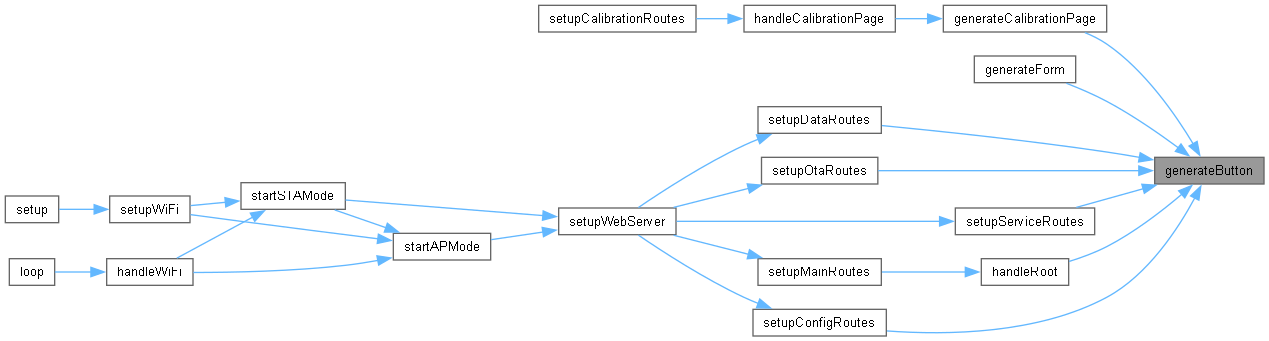 setupCalibrationRoutes
handleCalibrationPage
generateCalibrationPage
generateForm
setupDataRoutes
setupOtaRoutes
generateButton
startSTAMode
setup
setupWiFi
setupWebServer
setupServiceRoutes
startAPMode
loop
handleWiFi
setupMainRoutes
handleRoot
setupConfigRoutes